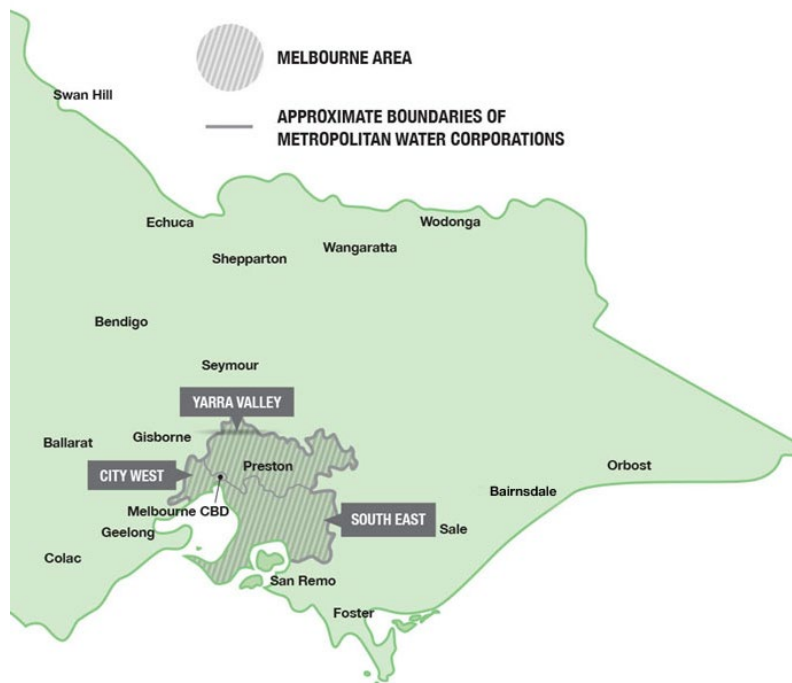 MELBOURNE AREA
APPROXIMATE BOUNDARIES OF
METROPOLITAN WATER CORPORATIONS
Swan Hill
Echuca
Wodonga
Wangaratta
Shepparton
Bendigo
Seymour
YARRA VALLEY
Ballarat
Gisborne
Preston
Orbost
CITY WEST
Bairnsdale
Melbourne CBD
SOUTH EAST
Geelong
Sale
Colac
San Remo
Foster